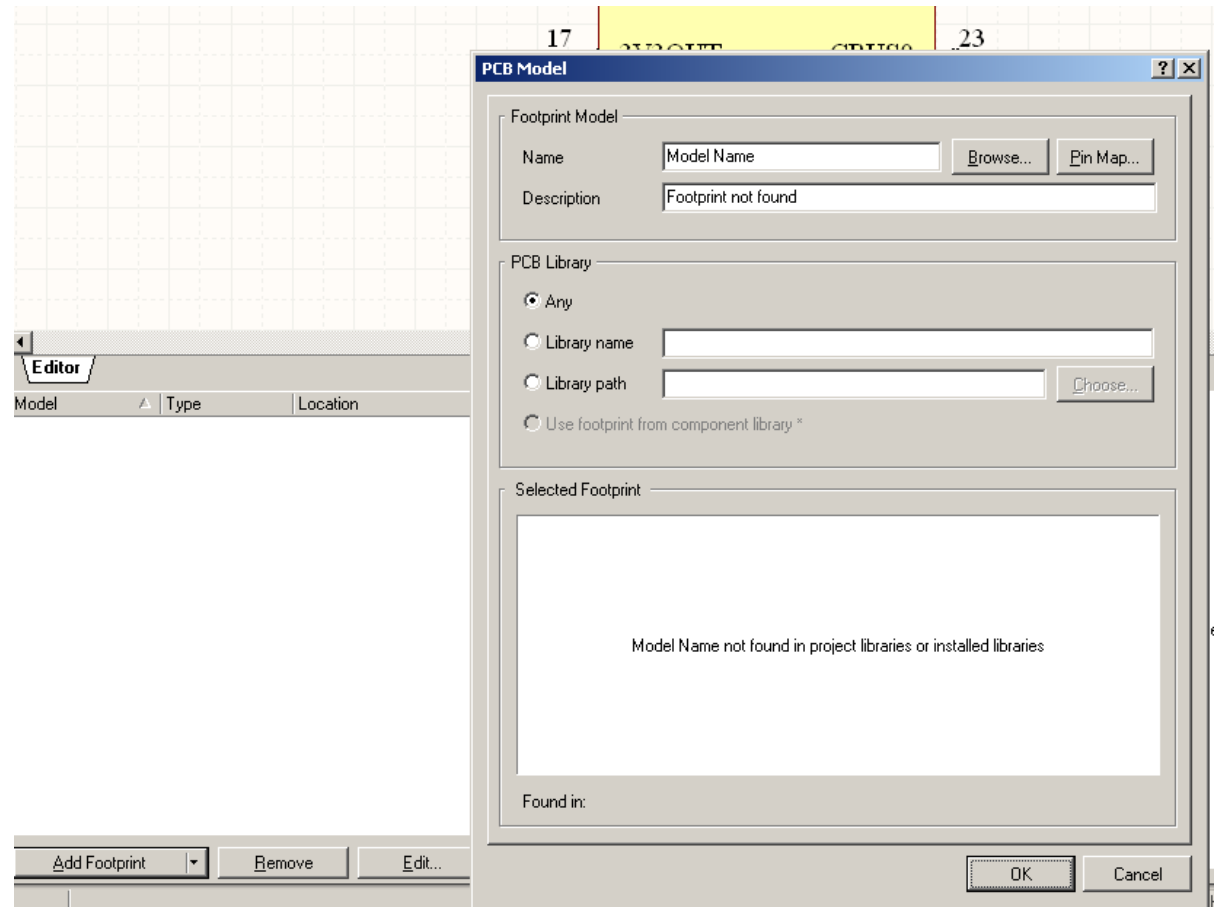 17
3V3OUT
CBUS0
23
PCB Model
Footprint Model
Name
Model Name
Browse...
Pin Map...
Description
Footprint not found
PCB Library
Any
Library name
Library path
Choose...
Use footprint from component library *
Editor
Model
Type
Location
Selected Footprint
Model Name not found in project libraries or installed libraries
Found in:
Add Footprint
Remove
Edit...
OK
Cancel